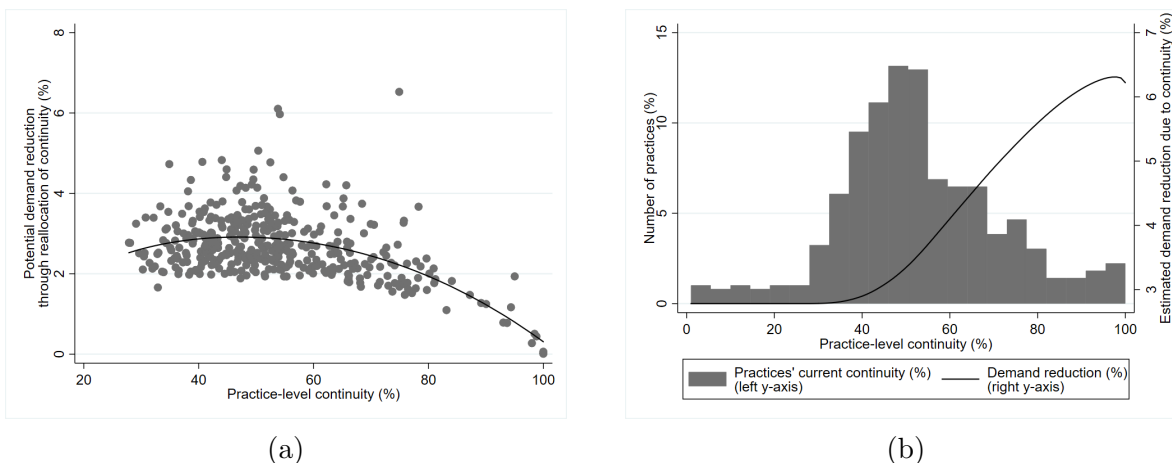 8
6
4
2
0
Potential demand reduction
through reallocation of continuity (%)
20 40 60 80 100
Practice-level continuity (%)
(a)
15
10
5
0
Number of practices (%)
7
6
5
4
3
Estimated demand reduction due to continuity (%)
0 20 40 60 80 100
Practice-level continuity (%)
Practices' current continuity (%)
(left y-axis)
Demand reduction (%)
(right y-axis)
(b)